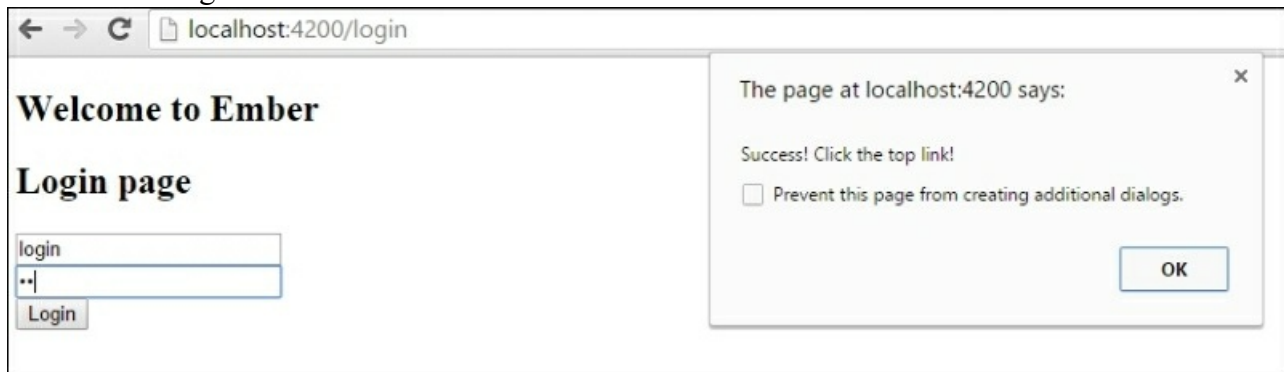 localhost:4200/login
Welcome to Ember
Login page
login
••
Login
The page at localhost:4200 says:
×
Success! Click the top link!
Prevent this page from creating additional dialogs.
OK